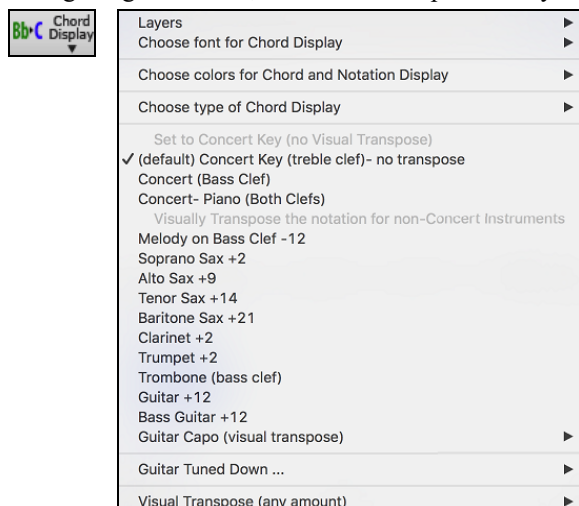 Bb▸C Chord Display
Layers
Choose font for Chord Display
Choose colors for Chord and Notation Display
Choose type of Chord Display
Set to Concert Key (no Visual Transpose)
✓ (default) Concert Key (treble clef)- no transpose
Concert (Bass Clef)
Concert- Piano (Both Clefs)
Visually Transpose the notation for non-Concert Instruments
Melody on Bass Clef -12
Soprano Sax +2
Alto Sax +9
Tenor Sax +14
Baritone Sax +21
Clarinet +2
Trumpet +2
Trombone (bass clef)
Guitar +12
Bass Guitar +12
Guitar Capo (visual transpose)
Guitar Tuned Down ...
Visual Transpose (any amount)